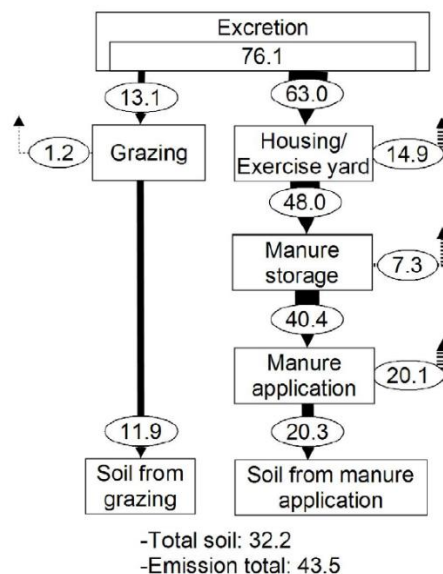 Excretion
76.1
13.1
63.0
1.2
Grazing
Housing/
Exercise yard
14.9
48.0
Manure
storage
7.3
40.4
Manure
application
20.1
11.9
20.3
Soil from
grazing
Soil from manure
application
-Total soil: 32.2
-Emission total: 43.5